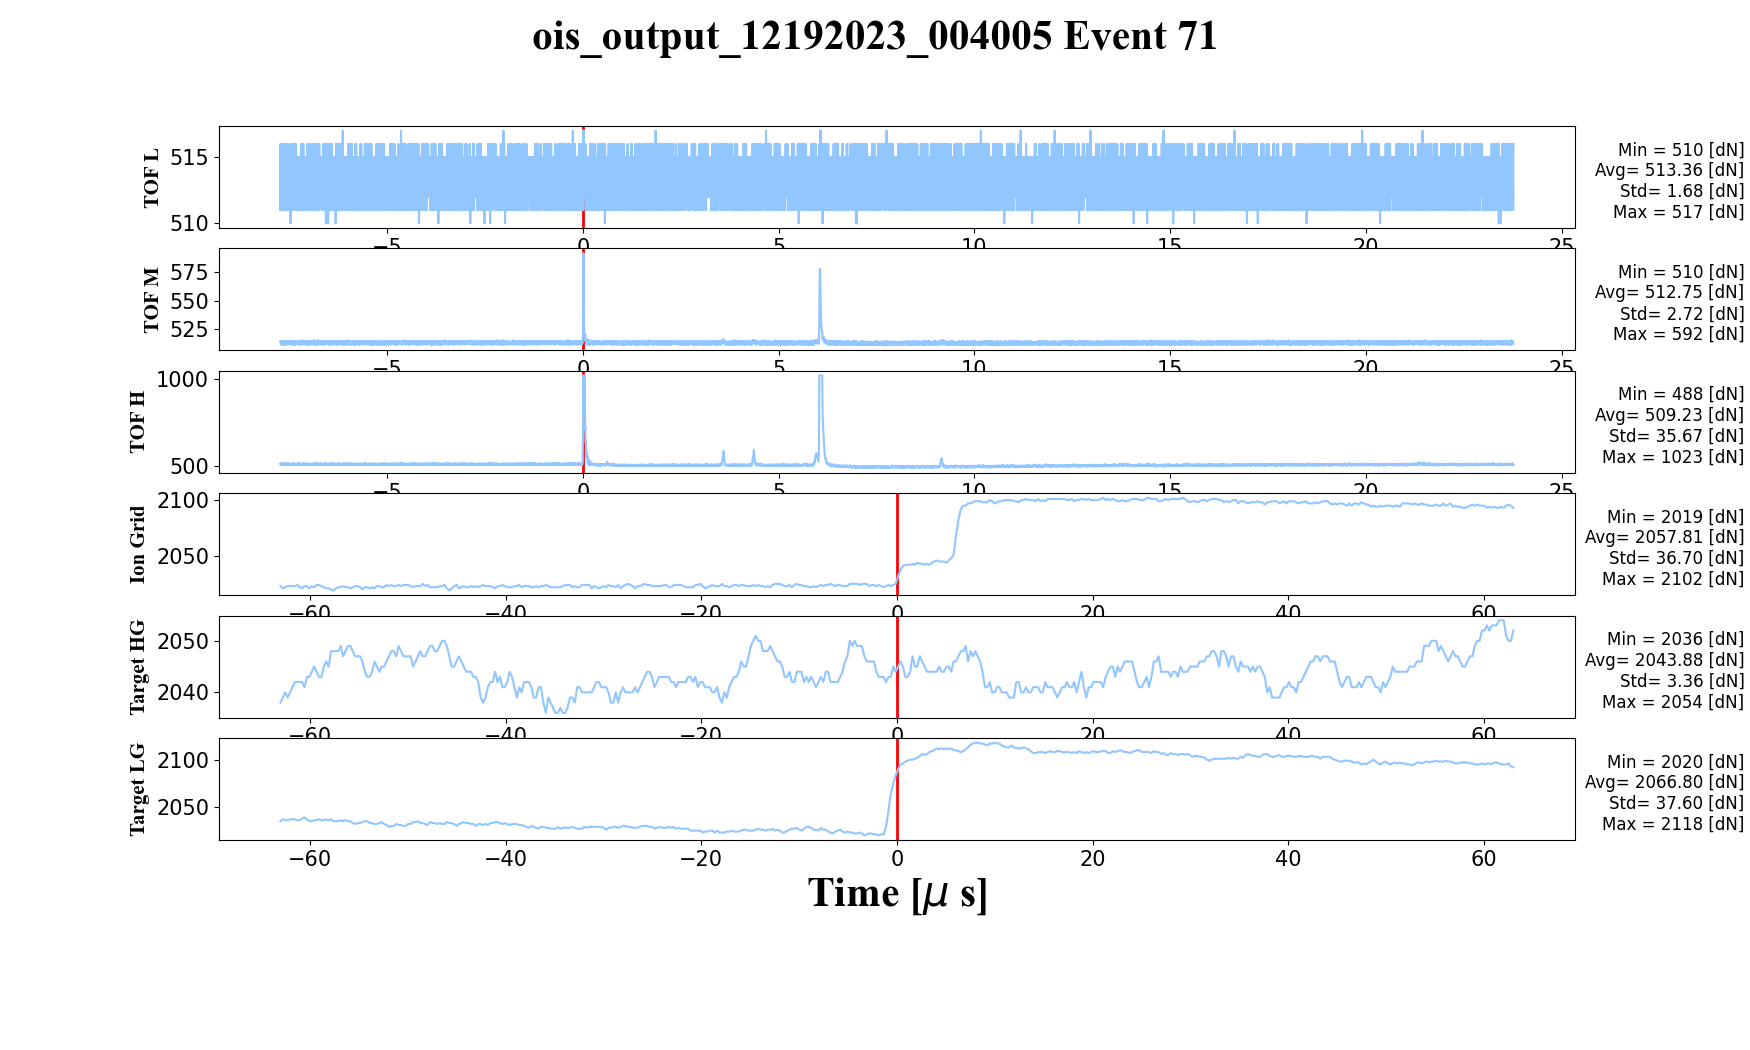 ois_output_12192023_004005 Event 71
TOF L
515
510
Min = 510 [dN]
Avg= 513.36 [dN]
Std= 1.68 [dN]
Max = 517 [dN]
−5 0 5 10 15 20 25
TOF M
575
550
525
Min = 510 [dN]
Avg= 512.75 [dN]
Std= 2.72 [dN]
Max = 592 [dN]
−5 0 5 10 15 20 25
TOF H
1000
500
Min = 488 [dN]
Avg= 509.23 [dN]
Std= 35.67 [dN]
Max = 1023 [dN]
−5 0 5 10 15 20 25
Ion Grid
2100
2050
Min = 2019 [dN]
Avg= 2057.81 [dN]
Std= 36.70 [dN]
Max = 2102 [dN]
−60 −40 −20 0 20 40 60
Target HG
2050
2040
Min = 2036 [dN]
Avg= 2043.88 [dN]
Std= 3.36 [dN]
Max = 2054 [dN]
−60 −40 −20 0 20 40 60
Target LG
2100
2050
Min = 2020 [dN]
Avg= 2066.80 [dN]
Std= 37.60 [dN]
Max = 2118 [dN]
−60 −40 −20 0 20 40 60
Time [μ s]